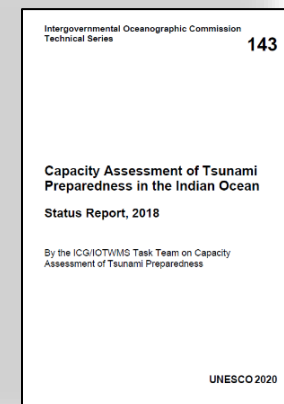 Intergovernmental Oceanographic Commission
Technical Series
143
Capacity Assessment of Tsunami
Preparedness in the Indian Ocean
Status Report, 2018
By the ICG/IOTWMS Task Team on Capacity
Assessment of Tsunami Preparedness
UNESCO 2020